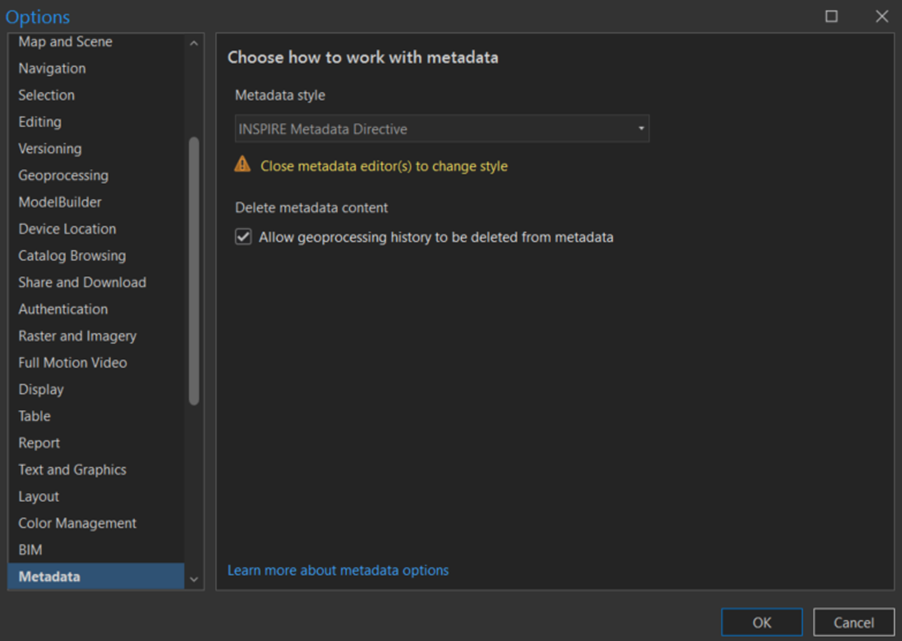 Options
Map and Scene
Navigation
Selection
Editing
Versioning
Geoprocessing
ModelBuilder
Device Location
Catalog Browsing
Share and Download
Authentication
Raster and Imagery
Full Motion Video
Display
Table
Report
Text and Graphics
Layout
Color Management
BIM
Metadata
Choose how to work with metadata
Metadata style
INSPIRE Metadata Directive
Close metadata editor(s) to change style
Delete metadata content
Allow geoprocessing history to be deleted from metadata
Learn more about metadata options
OK
Cancel